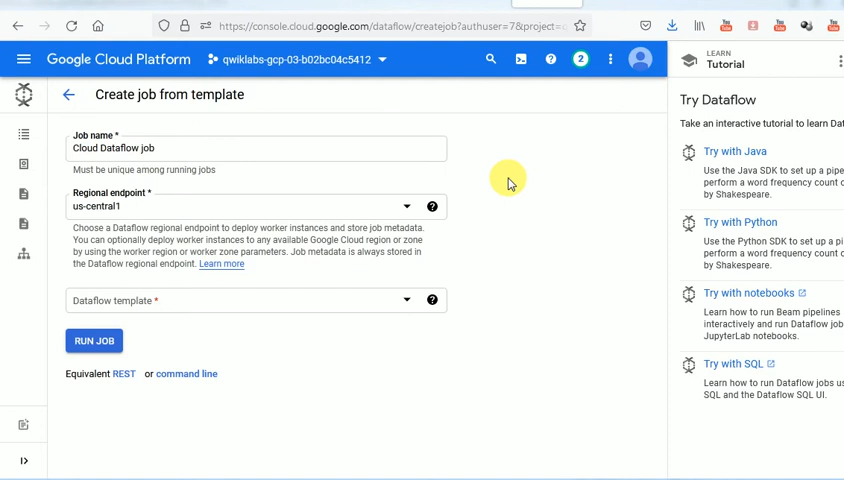 https://console.cloud.google.com/dataflow/createjob?authuser=7&project=
Google Cloud Platform
qwiklabs-gcp-03-b02bc04c5412
2
LEARN
Tutorial
Create job from template
Job name *
Cloud Dataflow job
Must be unique among running jobs
Regional endpoint *
us-central1
Choose a Dataflow regional endpoint to deploy worker instances and store job metadata.
You can optionally deploy worker instances to any available Google Cloud region or zone
by using the worker region or worker zone parameters. Job metadata is always stored in
the Dataflow regional endpoint. Learn more
Dataflow template *
RUN JOB
Equivalent REST or command line
Try Dataflow
Take an interactive tutorial to learn Dat
Try with Java
Use the Java SDK to set up a pipe
perform a word frequency count o
by Shakespeare.
Try with Python
Use the Python SDK to set up a pi
perform a word frequency count o
by Shakespeare.
Try with notebooks
Learn how to run Beam pipelines
interactively and run Dataflow job
JupyterLab notebooks.
Try with SQL
Learn how to run Dataflow jobs us
SQL and the Dataflow SQL UI.